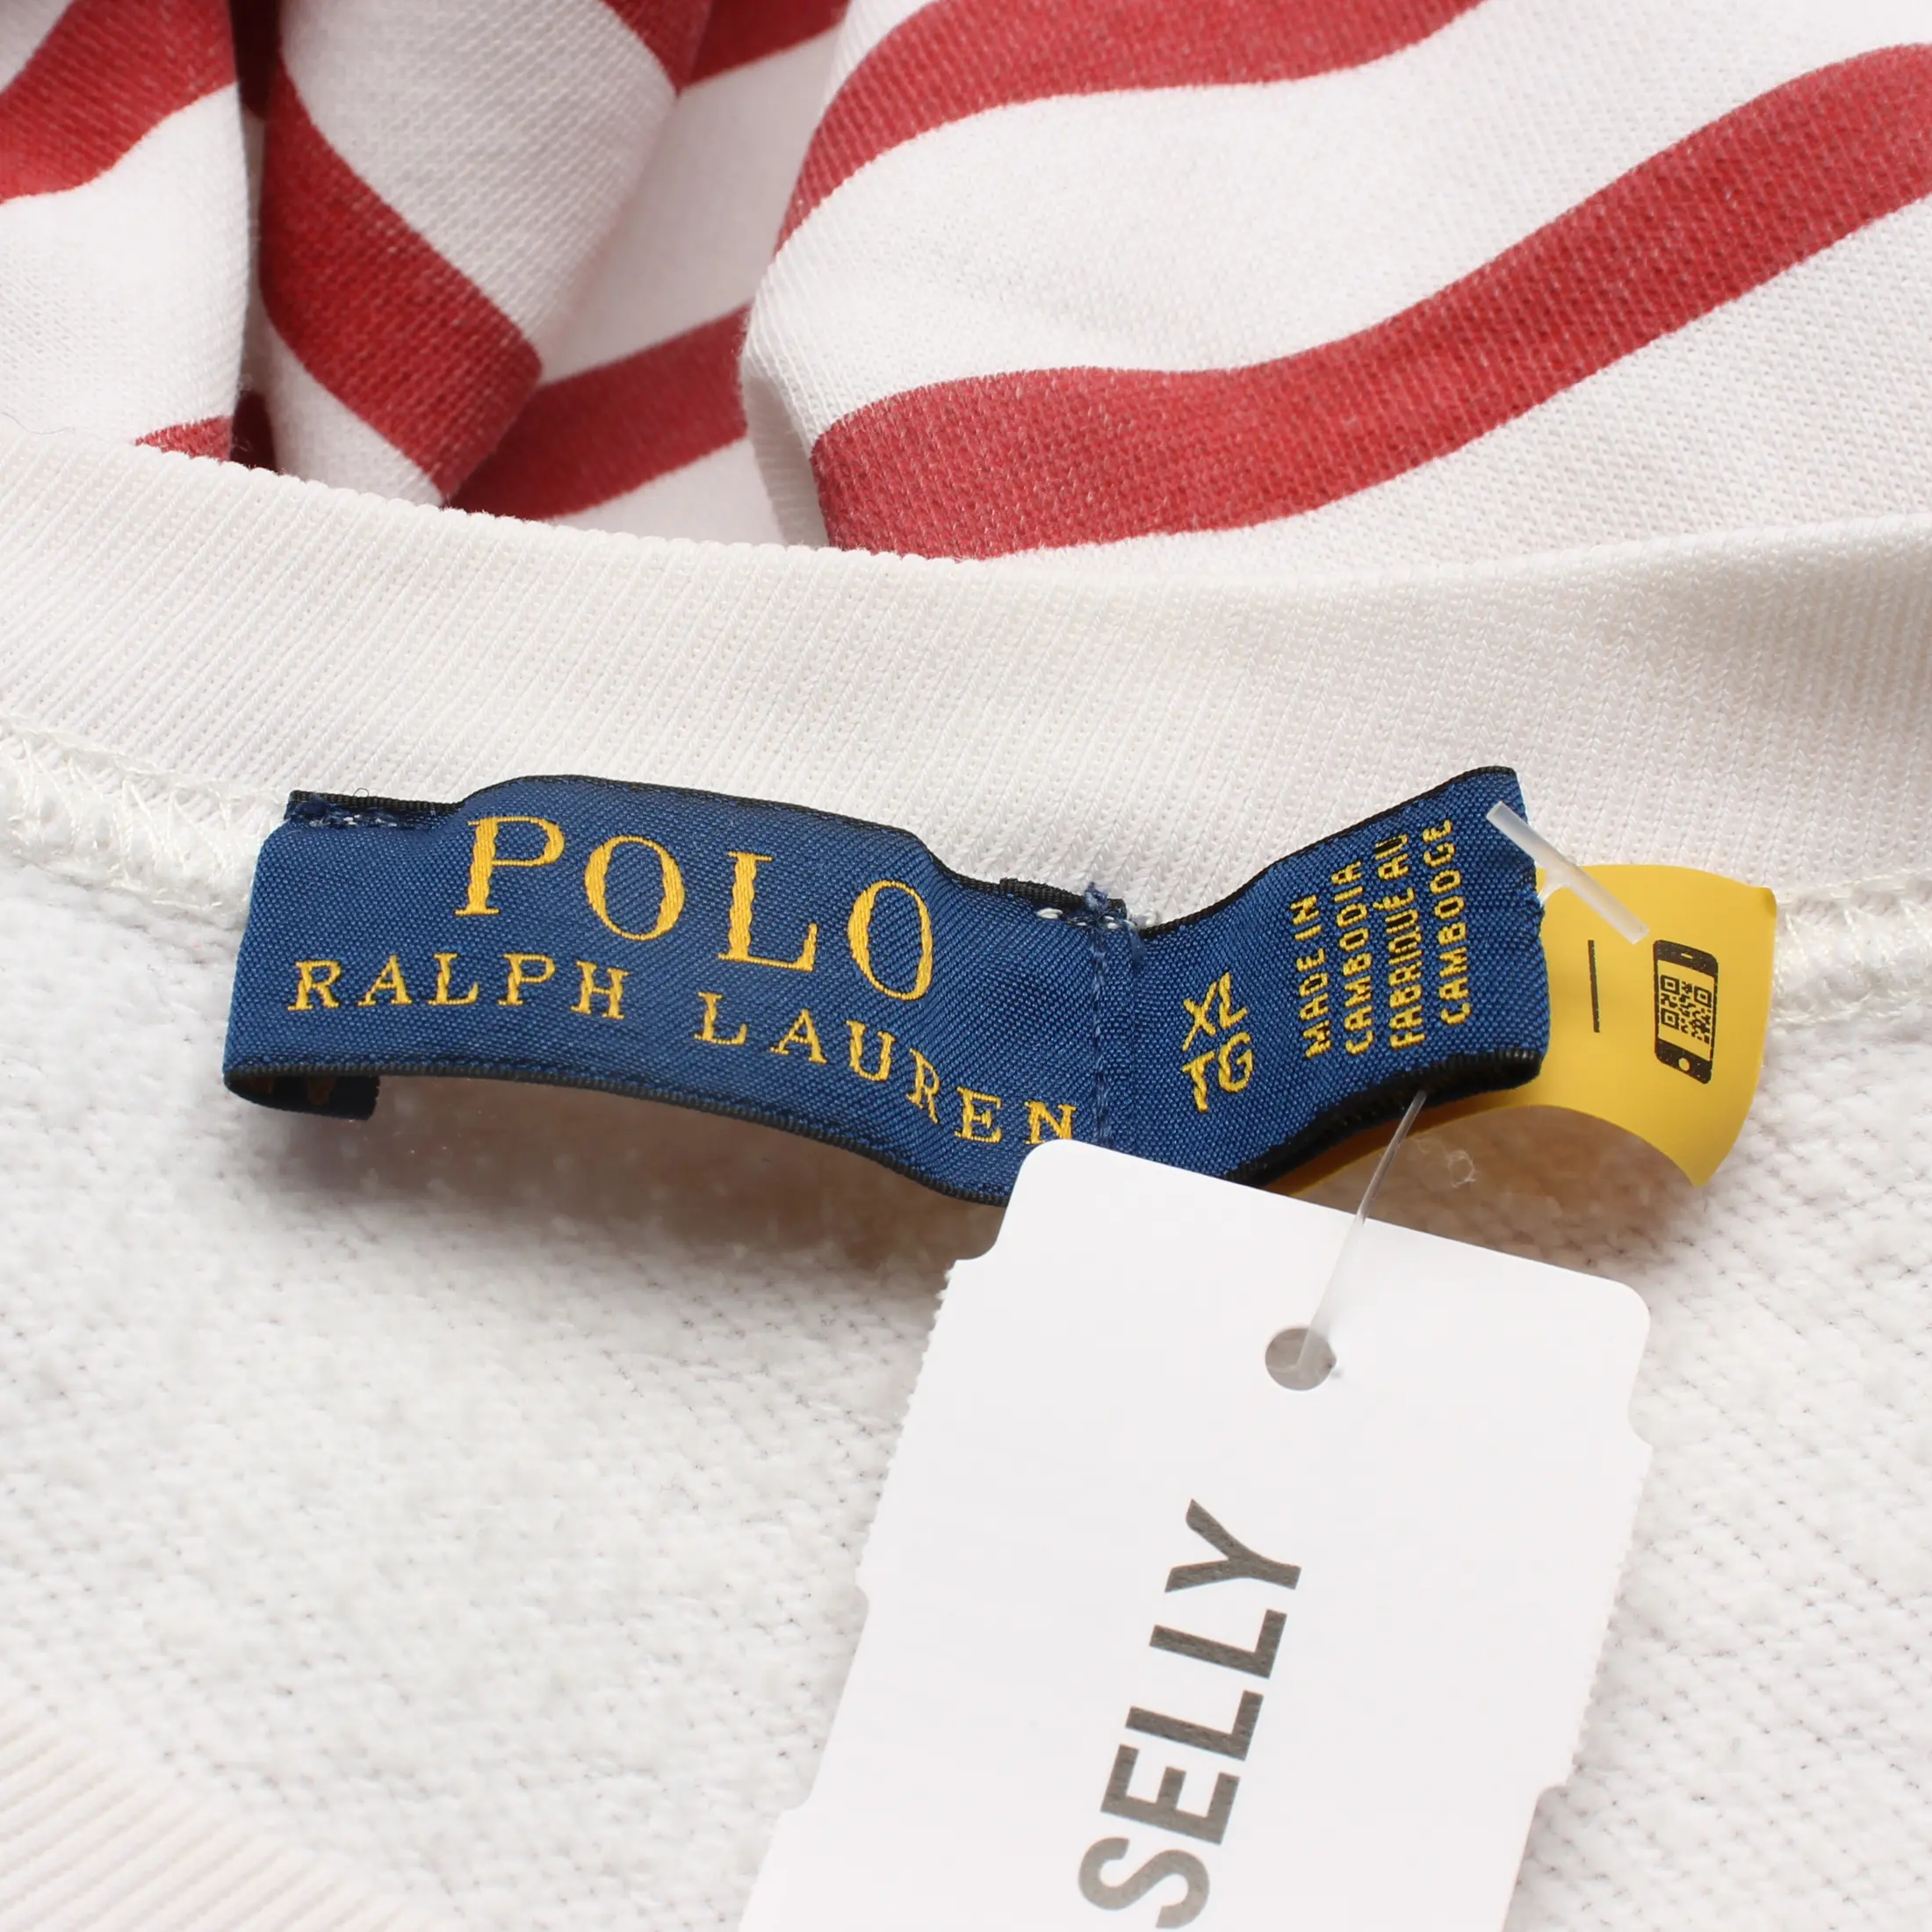 POLO
RALPH LAUREN
XL
TG
MADE IN
CAMBODIA
FABRIQUÉ AU
CAMBODGE
SELLY